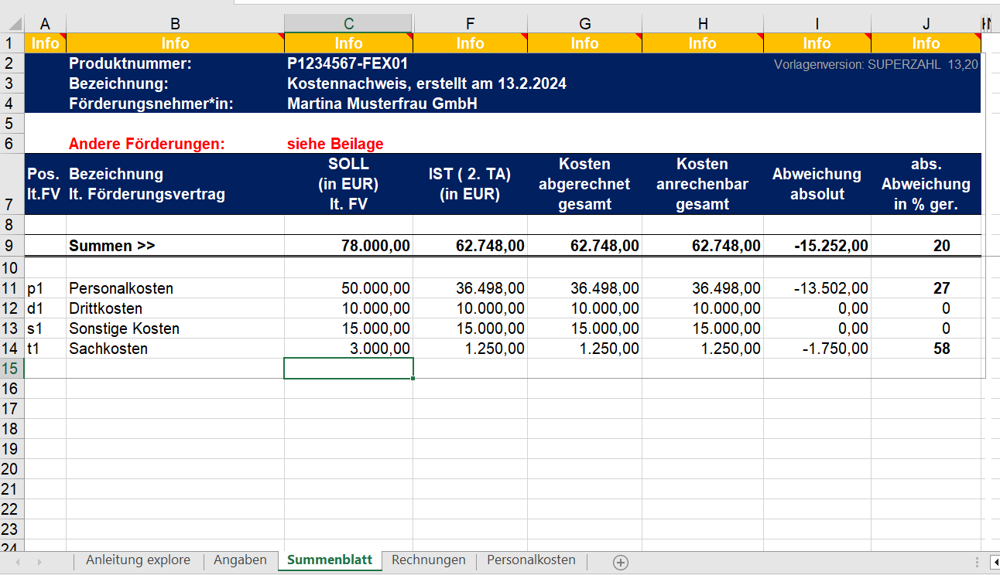 A B C F G H I J
1 Info Info Info Info Info Info Info Info
2 Produktnummer: P1234567-FEX01 Vorlagenversion: SUPERZAHL 13,20
3 Bezeichnung: Kostennachweis, erstellt am 13.2.2024
4 Förderungsnehmer*in: Martina Musterfrau GmbH
5
6 Andere Förderungen: siehe Beilage
SOLL Kosten Kosten abs.
Pos. Bezeichnung (in EUR) IST ( 2. TA) abgerechnet anrechenbar Abweichung Abweichung
7 lt.FV lt. Förderungsvertrag lt. FV (in EUR) gesamt gesamt absolut in % ger.
8
9 Summen >> 78.000,00 62.748,00 62.748,00 62.748,00 -15.252,00 20
10
11 p1 Personalkosten 50.000,00 36.498,00 36.498,00 36.498,00 -13.502,00 27
12 d1 Drittkosten 10.000,00 10.000,00 10.000,00 10.000,00 0,00 0
13 s1 Sonstige Kosten 15.000,00 15.000,00 15.000,00 15.000,00 0,00 0
14 t1 Sachkosten 3.000,00 1.250,00 1.250,00 1.250,00 -1.750,00 58
15
16
17
18
19
20
21
22
23
24
Anleitung explore Angaben Summenblatt Rechnungen Personalkosten